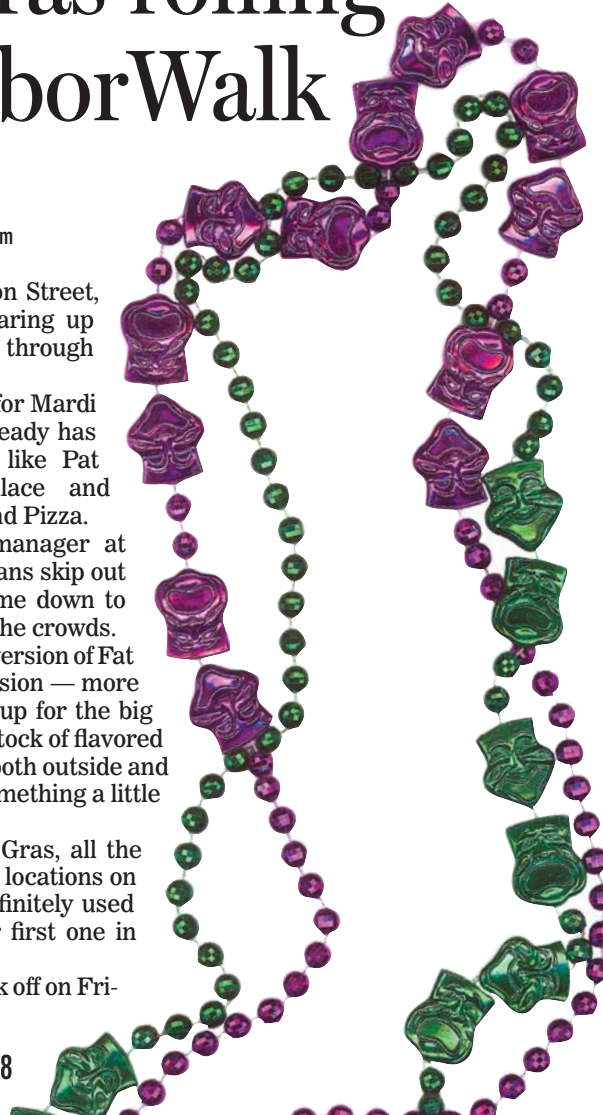 rolling
borWalk
m
on Street,
aring up
through
for Mardi
eady has
like Pat
lace and
nd Pizza.
manager at
ans skip out
me down to
he crowds.
version of Fat
sion — more
up for the big
tock of flavored
both outside and
mething a little
Gras, all the
locations on
finitely used
first one in
k off on Fri-
8